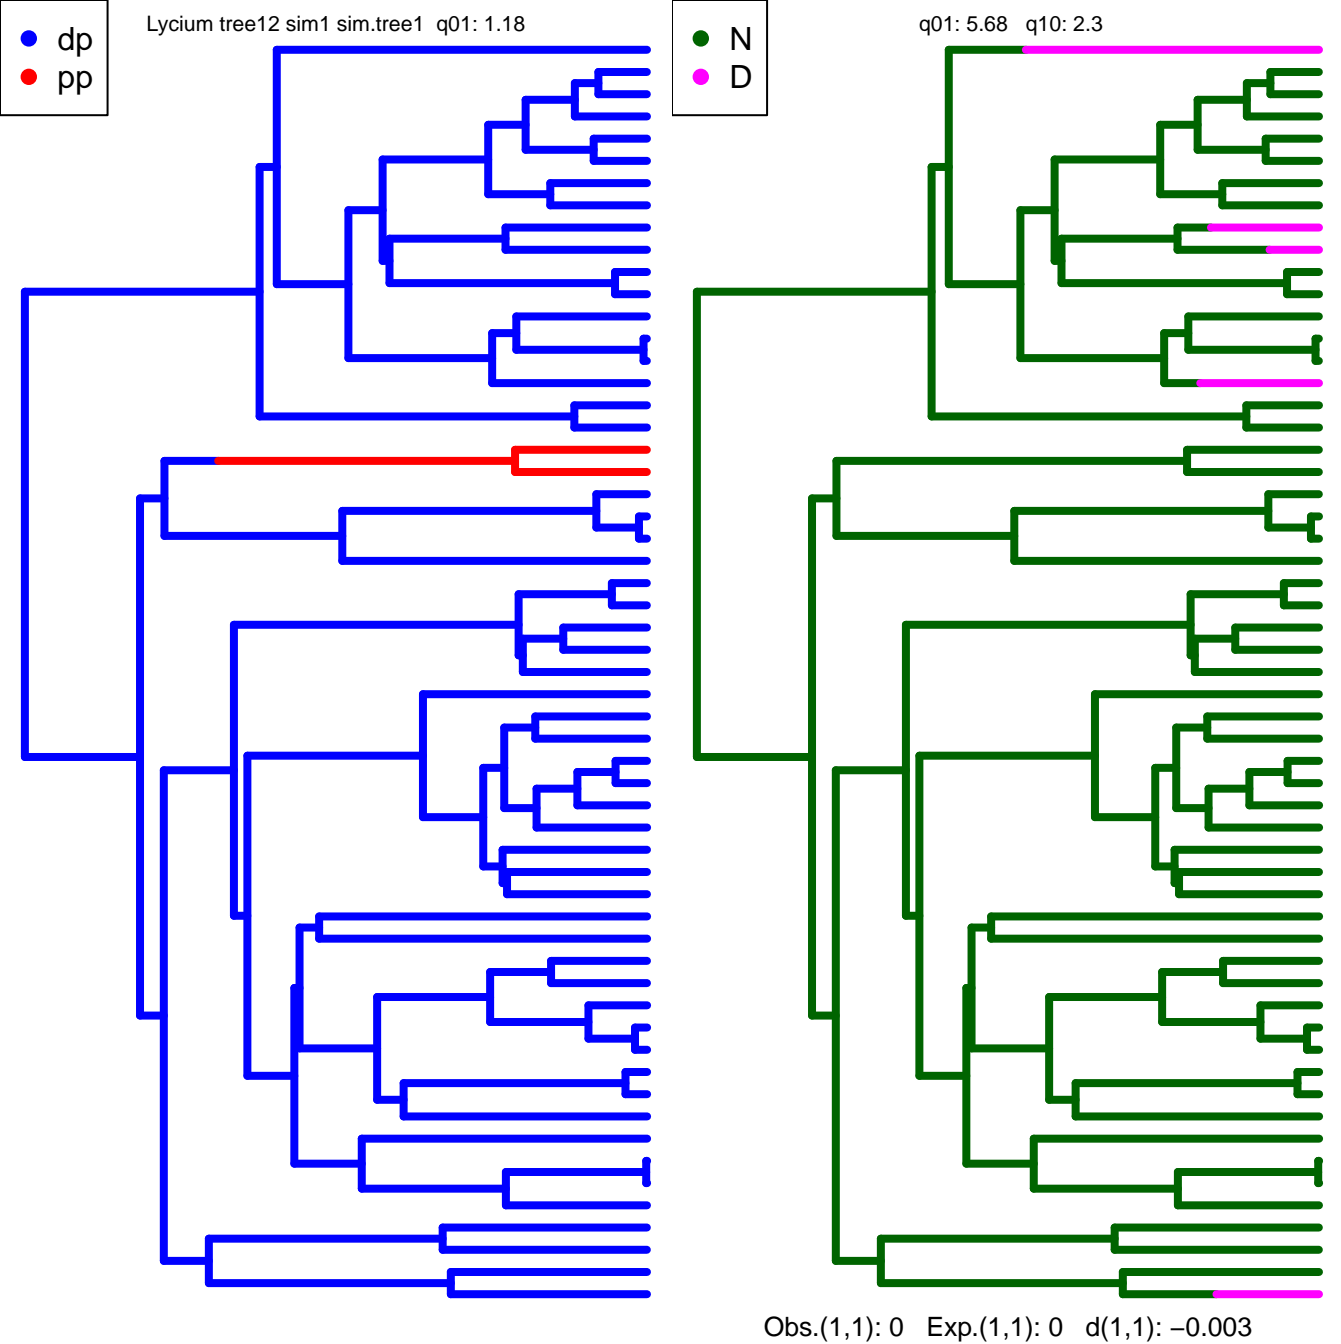 Lycium tree12 sim1 sim.tree1 q01: 1.18
dp
pp
q01: 5.68 q10: 2.3
N
D
Obs.(1,1): 0 Exp.(1,1): 0 d(1,1): −0.003